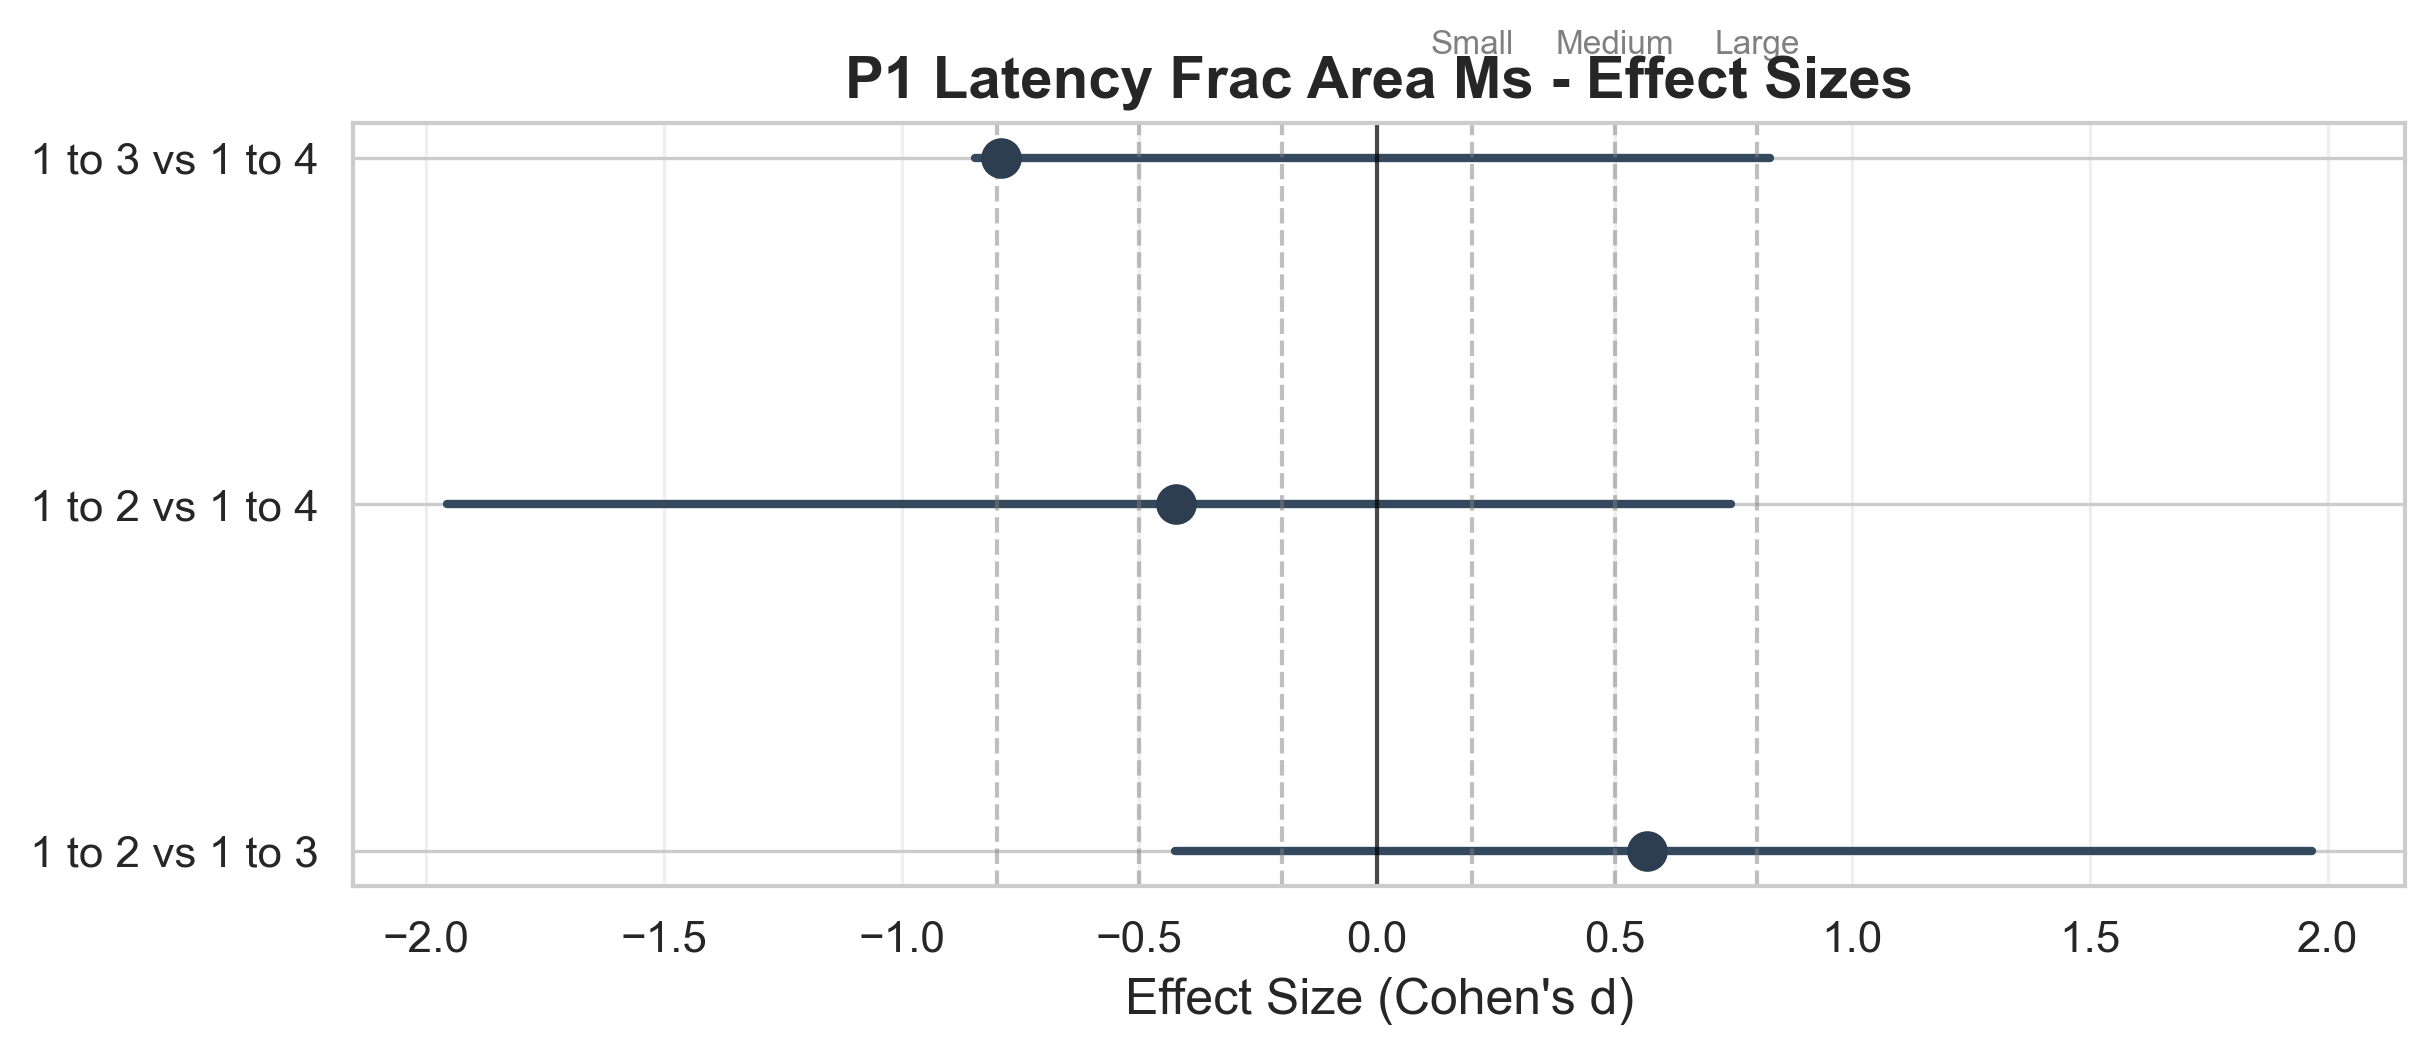 Small Medium Large
P1 Latency Frac Area Ms - Effect Sizes
1 to 3 vs 1 to 4
1 to 2 vs 1 to 4
1 to 2 vs 1 to 3
−2.0 −1.5 −1.0 −0.5 0.0 0.5 1.0 1.5 2.0
Effect Size (Cohen's d)